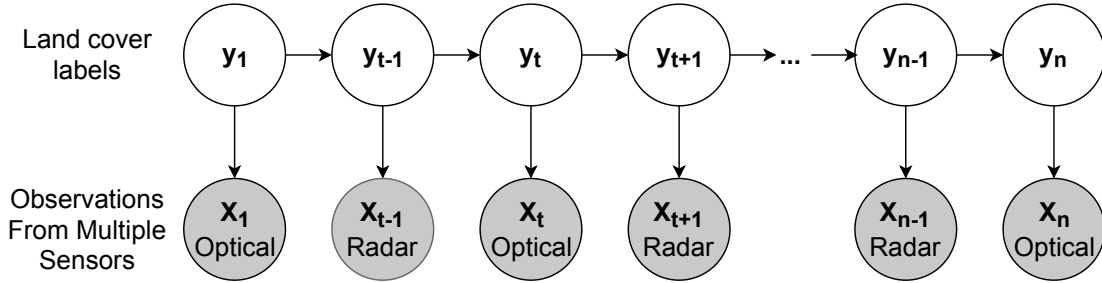 Land cover
labels
y1
yt-1
yt
yt+1
...
yn-1
yn
Observations
From Multiple
Sensors
X1
Optical
Xt-1
Radar
Xt
Optical
Xt+1
Radar
Xn-1
Radar
Xn
Optical